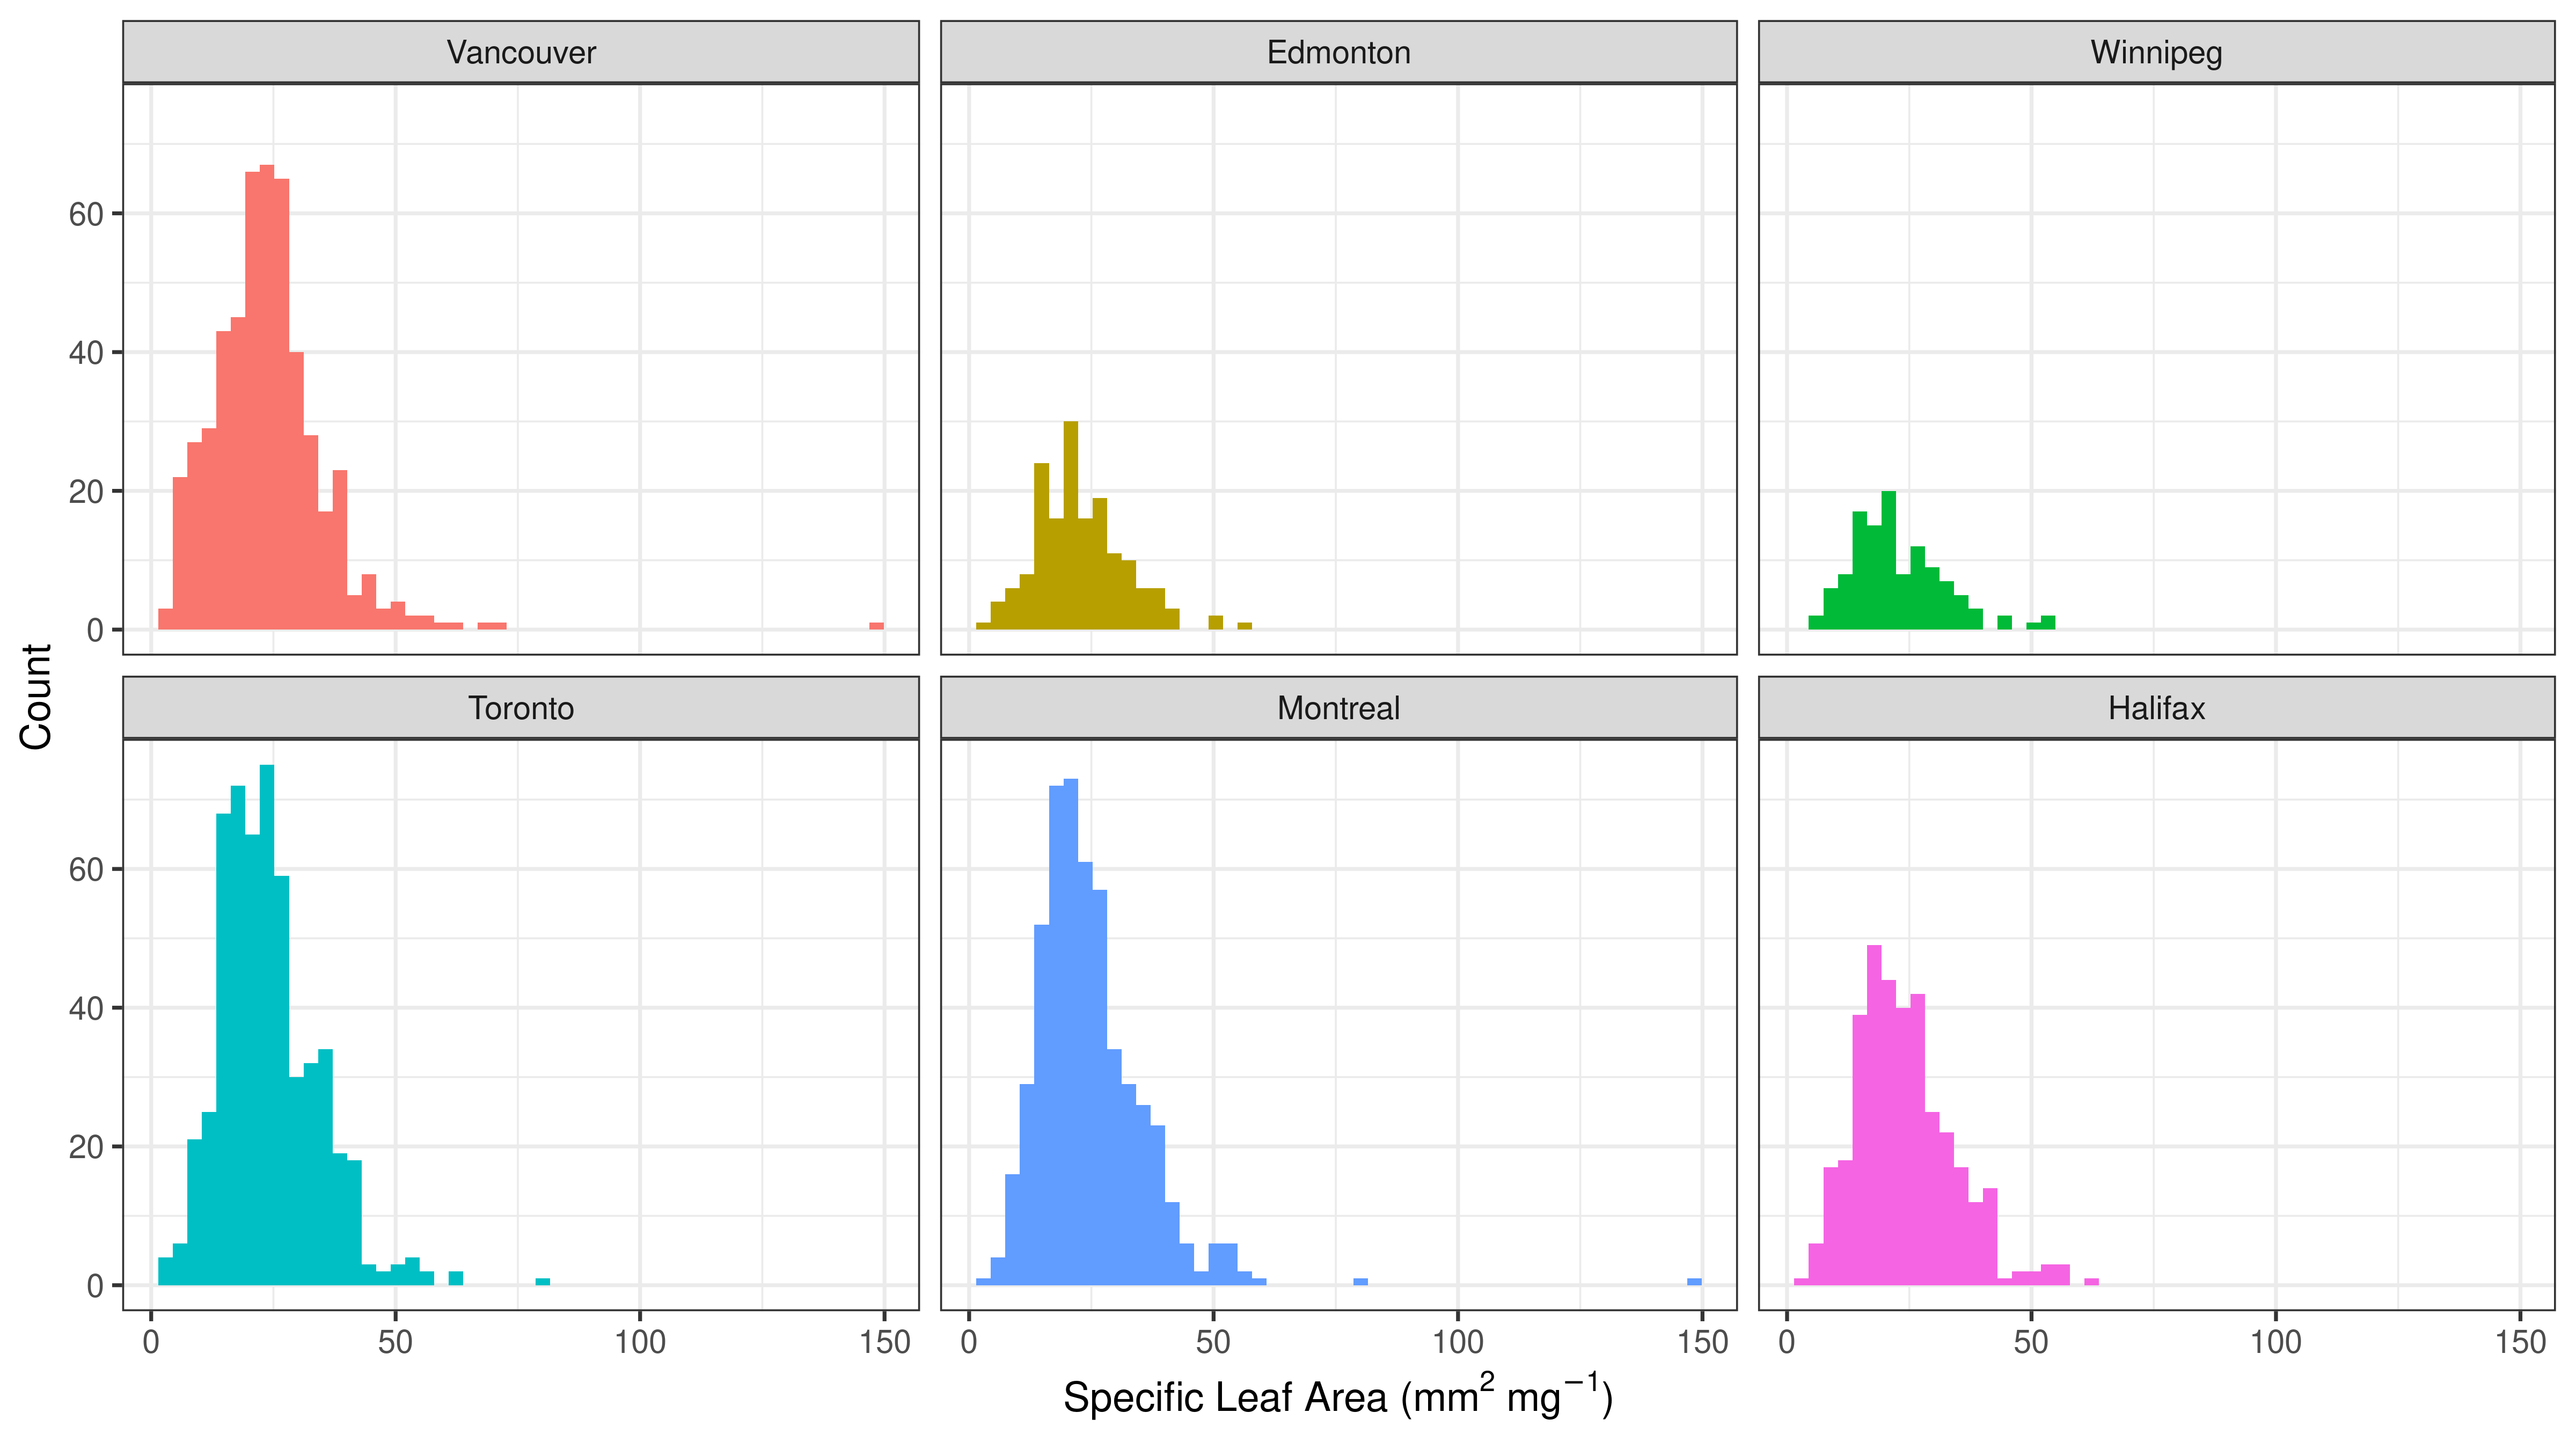 Vancouver
Edmonton
Winnipeg
60
40
20
0
Count
Toronto
Montreal
Halifax
60
40
20
0
0 50 100 150
0 50 100 150
0 50 100 150
Specific Leaf Area (mm² mg⁻¹)